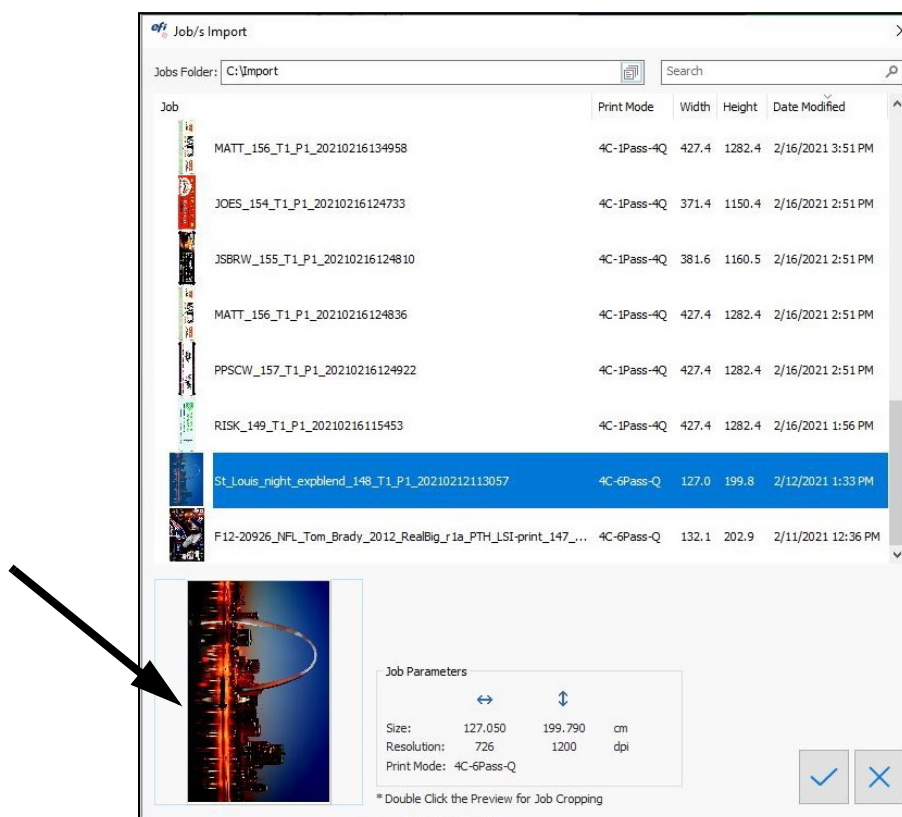 efi Job/s Import
Jobs Folder: C:\Import Search
Job Print Mode Width Height Date Modified
MATT_156_T1_P1_20210216134958 4C-1Pass-4Q 427.4 1282.4 2/16/2021 3:51 PM
JOES_154_T1_P1_20210216124733 4C-1Pass-4Q 371.4 1150.4 2/16/2021 2:51 PM
JSBRW_155_T1_P1_20210216124810 4C-1Pass-4Q 381.6 1160.5 2/16/2021 2:51 PM
MATT_156_T1_P1_20210216124836 4C-1Pass-4Q 427.4 1282.4 2/16/2021 2:51 PM
PPSCW_157_T1_P1_20210216124922 4C-1Pass-4Q 427.4 1282.4 2/16/2021 2:51 PM
RISK_149_T1_P1_20210216115453 4C-1Pass-4Q 427.4 1282.4 2/16/2021 1:56 PM
St_Louis_night_expblend_148_T1_P1_20210212113057 4C-6Pass-Q 127.0 199.8 2/12/2021 1:33 PM
F12-20926_NFL_Tom_Brady_2012_RealBig_r1a_PTH_LSI-print_147_... 4C-6Pass-Q 132.1 202.9 2/11/2021 12:36 PM
Job Parameters
Size: 127.050 199.790 cm
Resolution: 726 1200 dpi
Print Mode: 4C-6Pass-Q
* Double Click the Preview for Job Cropping